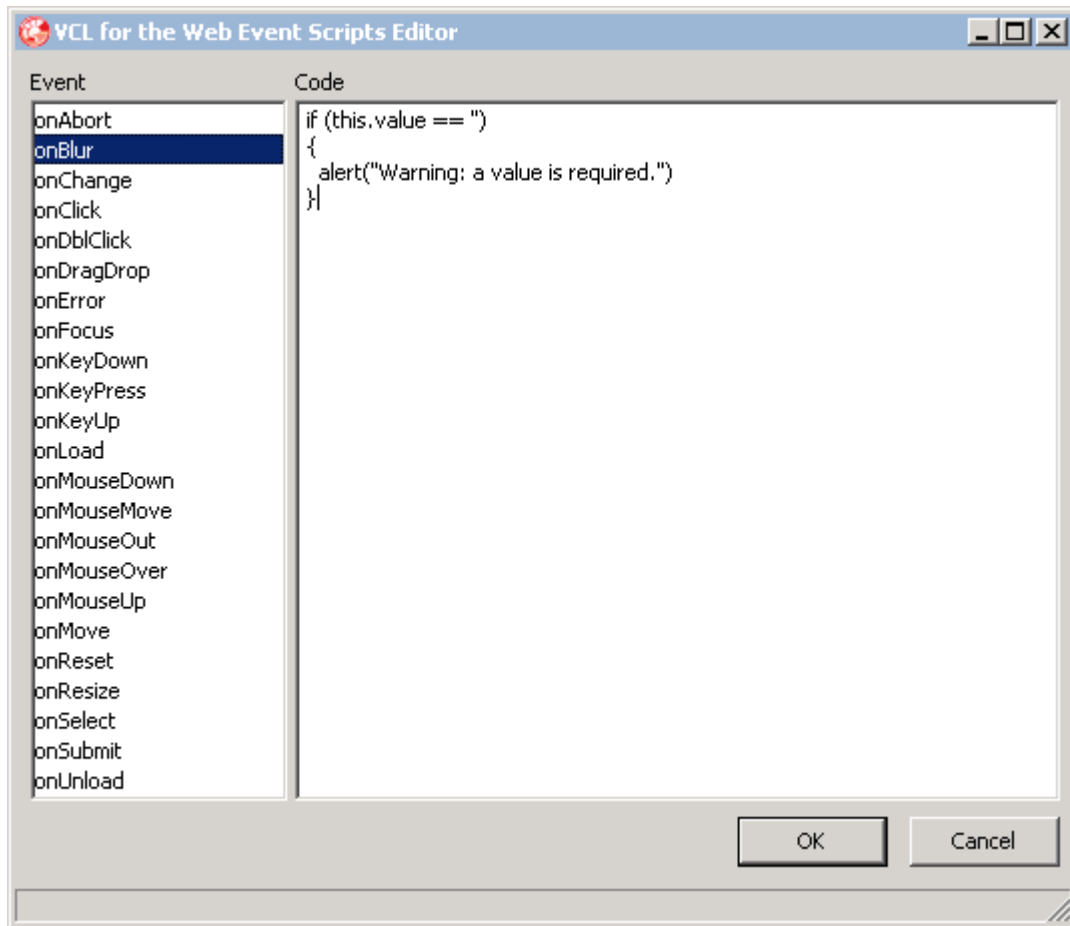 VCL for the Web Event Scripts Editor
Event
Code
onAbort
onBlur
onChange
onClick
onDblClick
onDragDrop
onError
onFocus
onKeyDown
onKeyPress
onKeyUp
onLoad
onMouseDown
onMouseMove
onMouseOut
onMouseOver
onMouseUp
onMove
onReset
onResize
onSelect
onSubmit
onUnload
if (this.value == '')
{
  alert("Warning: a value is required.")
}
OK
Cancel